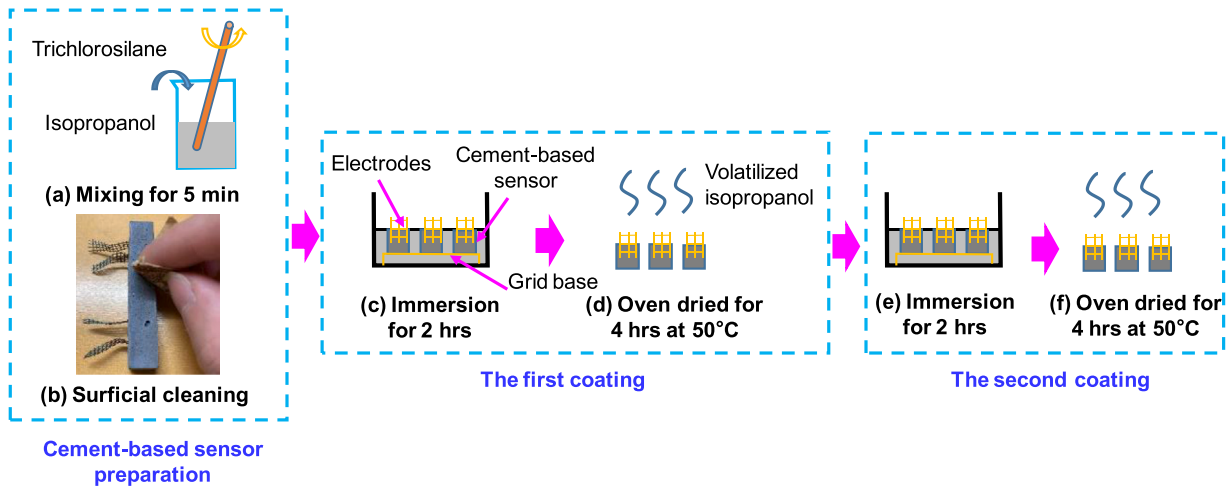 Trichlorosilane
Isopropanol
(a) Mixing for 5 min
(b) Surficial cleaning
Cement-based sensor
preparation
Electrodes
Cement-based
sensor
Grid base
(c) Immersion
for 2 hrs
Volatilized
isopropanol
(d) Oven dried for
4 hrs at 50°C
The first coating
(e) Immersion
for 2 hrs
(f) Oven dried for
4 hrs at 50°C
The second coating